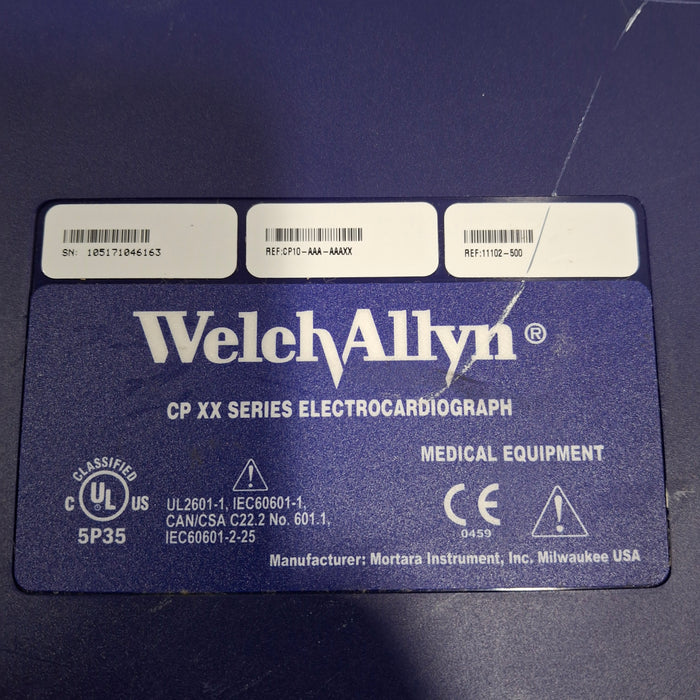 SN: 105171046163
REF:CP10-AAA-AAAXX
REF:11102-500
WelchAllyn®
CP XX SERIES ELECTROCARDIOGRAPH
MEDICAL EQUIPMENT
CLASSIFIED
C UL US
5P35
UL2601-1, IEC60601-1,
CAN/CSA C22.2 No. 601.1,
IEC60601-2-25
CE
0459
Manufacturer: Mortara Instrument, Inc. Milwaukee USA